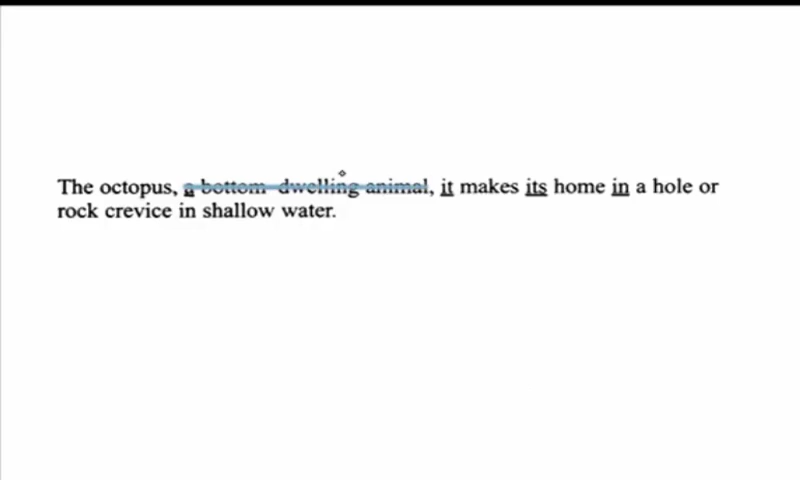 The octopus, a bottom-dwelling animal, it makes its home in a hole or
rock crevice in shallow water.